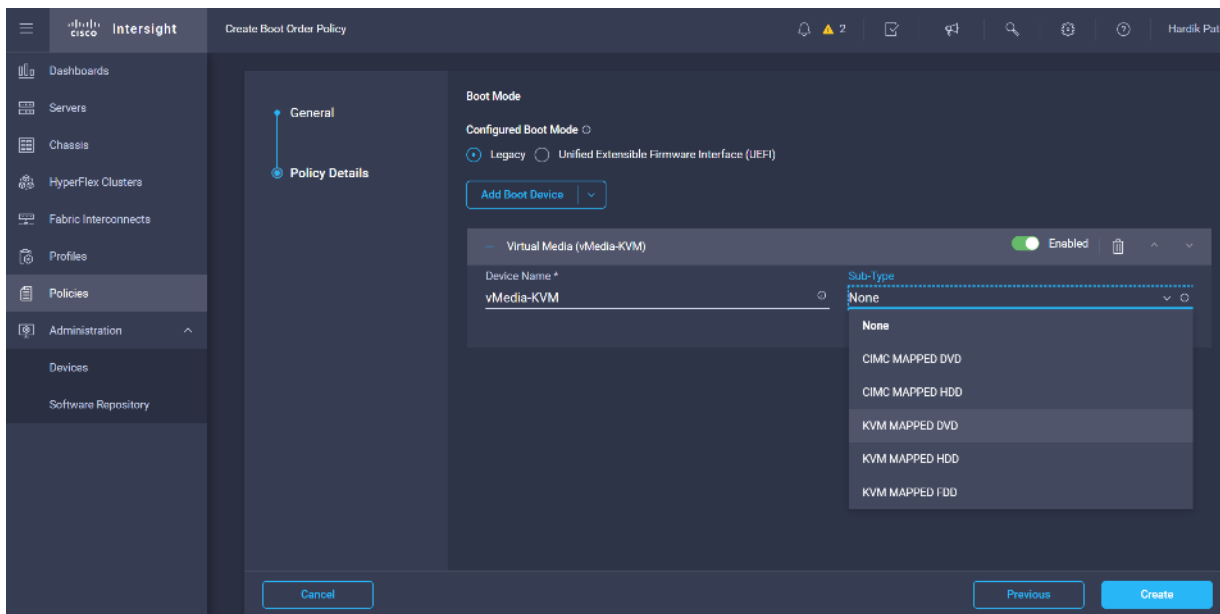 CISCO Intersight
Create Boot Order Policy
2
Hardik Pat
Dashboards
Servers
Chassis
HyperFlex Clusters
Fabric Interconnects
Profiles
Policies
Administration
Devices
Software Repository
General
Policy Details
Boot Mode
Configured Boot Mode
Legacy
Unified Extensible Firmware Interface (UEFI)
Add Boot Device
Virtual Media (vMedia-KVM)
Enabled
Device Name *
vMedia-KVM
Sub-Type
None
None
CIMC MAPPED DVD
CIMC MAPPED HDD
KVM MAPPED DVD
KVM MAPPED HDD
KVM MAPPED FDD
Cancel
Previous
Create